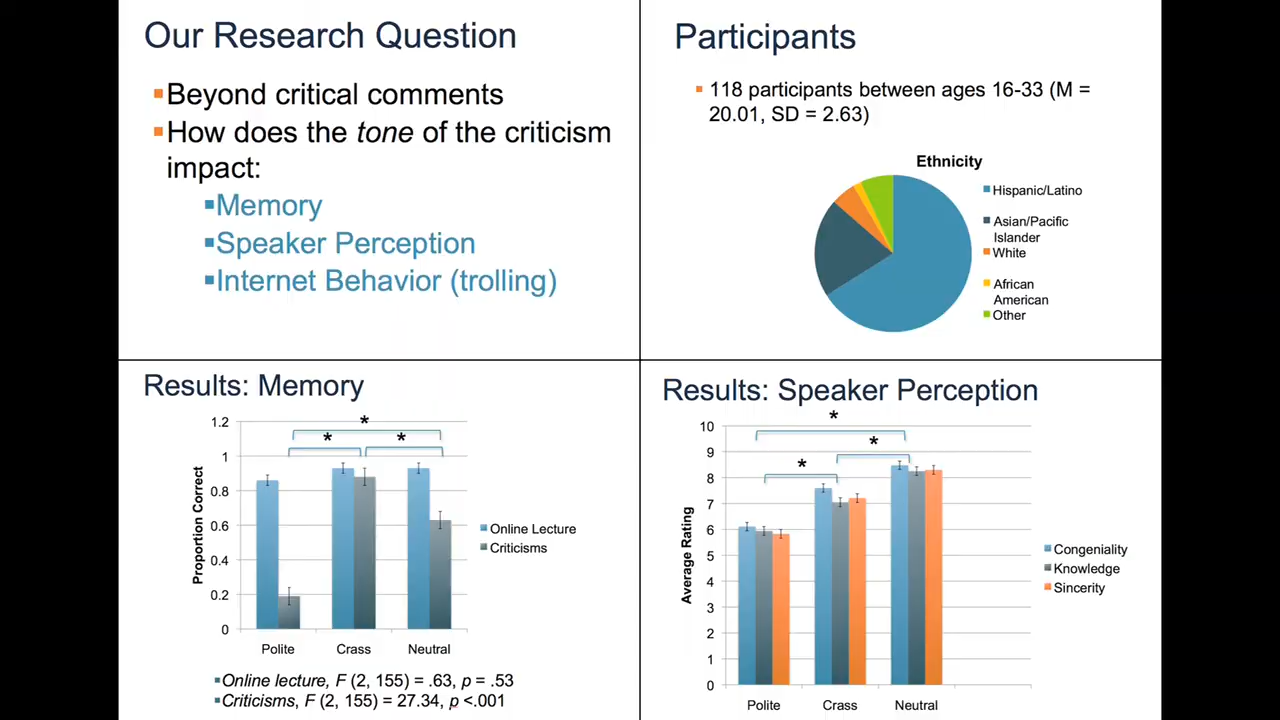 Our Research Question
▪Beyond critical comments
▪How does the tone of the criticism
impact:
▪Memory
▪Speaker Perception
▪Internet Behavior (trolling)
Participants
▪ 118 participants between ages 16-33 (M =
20.01, SD = 2.63)
Ethnicity
Hispanic/Latino
Asian/Pacific
Islander
White
African
American
Other
Results: Memory
* 
* *
1.2
1
0.8
0.6
0.4
0.2
0
Proportion Correct
Polite Crass Neutral
Online Lecture
Criticisms
▪Online lecture, F (2, 155) = .63, p = .53
▪Criticisms, F (2, 155) = 27.34, p <.001
Results: Speaker Perception
*
*
*
10
9
8
7
6
5
4
3
2
1
0
Average Rating
Polite Crass Neutral
Congeniality
Knowledge
Sincerity